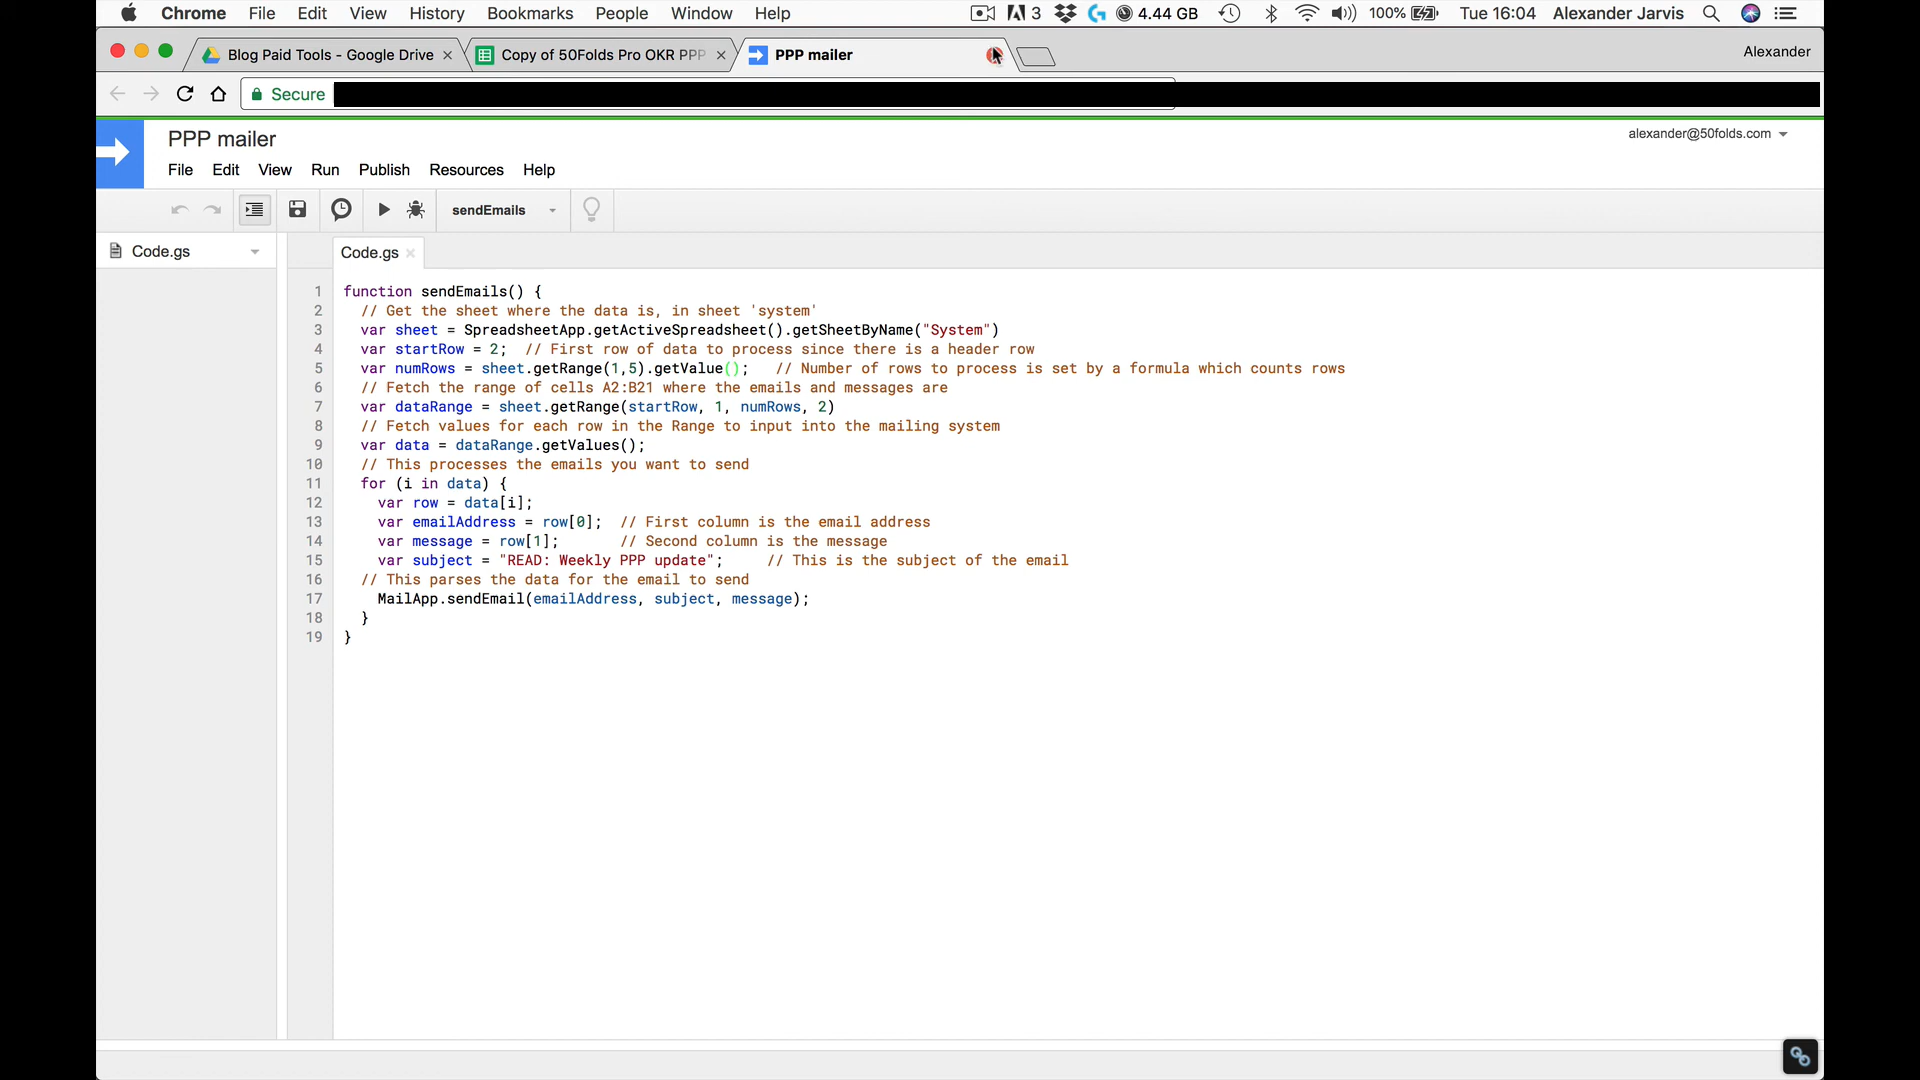 Chrome File Edit View History Bookmarks People Window Help 3 4.44 GB 100% Tue 16:04 Alexander Jarvis
Blog Paid Tools - Google Drive × Copy of 50Folds Pro OKR PPP × PPP mailer Alexander
Secure
PPP mailer alexander@50folds.com
File Edit View Run Publish Resources Help
sendEmails
Code.gs Code.gs ×
1 function sendEmails() {
2 // Get the sheet where the data is, in sheet 'system'
3 var sheet = SpreadsheetApp.getActiveSpreadsheet().getSheetByName("System")
4 var startRow = 2; // First row of data to process since there is a header row
5 var numRows = sheet.getRange(1,5).getValue(); // Number of rows to process is set by a formula which counts rows
6 // Fetch the range of cells A2:B21 where the emails and messages are
7 var dataRange = sheet.getRange(startRow, 1, numRows, 2)
8 // Fetch values for each row in the Range to input into the mailing system
9 var data = dataRange.getValues();
10 // This processes the emails you want to send
11 for (i in data) {
12 var row = data[i];
13 var emailAddress = row[0]; // First column is the email address
14 var message = row[1]; // Second column is the message
15 var subject = "READ: Weekly PPP update"; // This is the subject of the email
16 // This parses the data for the email to send
17 MailApp.sendEmail(emailAddress, subject, message);
18 }
19 }